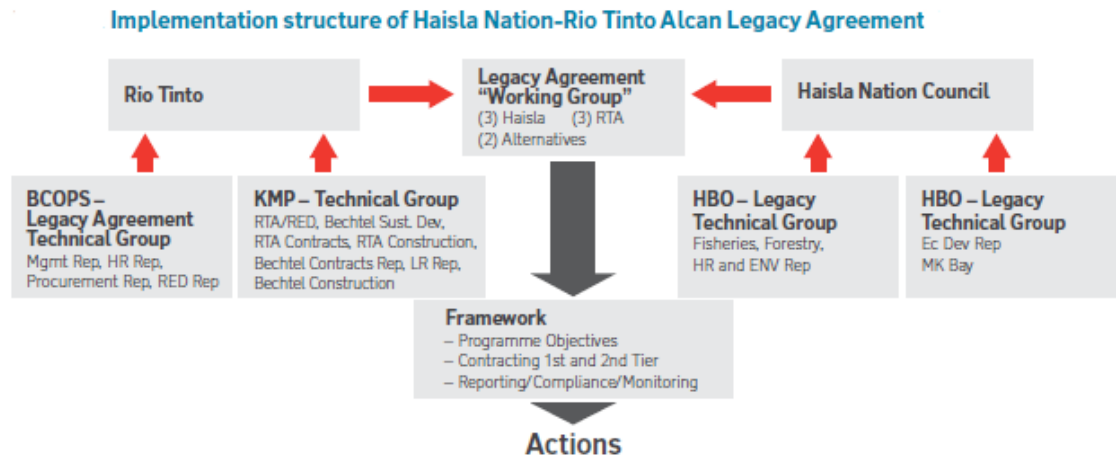 Implementation structure of Haisla Nation-Rio Tinto Alcan Legacy Agreement
Rio Tinto
Legacy Agreement
“Working Group”
(3) Haisla (3) RTA
(2) Alternatives
Haisla Nation Council
BCOPS –
Legacy Agreement
Technical Group
Mgmt Rep, HR Rep,
Procurement Rep, RED Rep
KMP – Technical Group
RTA/RED, Bechtel Sust. Dev,
RTA Contracts, RTA Construction,
Bechtel Contracts Rep, LR Rep,
Bechtel Construction
HBO – Legacy
Technical Group
Fisheries, Forestry,
HR and ENV Rep
HBO – Legacy
Technical Group
Ec Dev Rep
MK Bay
Framework
– Programme Objectives
– Contracting 1st and 2nd Tier
– Reporting/Compliance/Monitoring
Actions